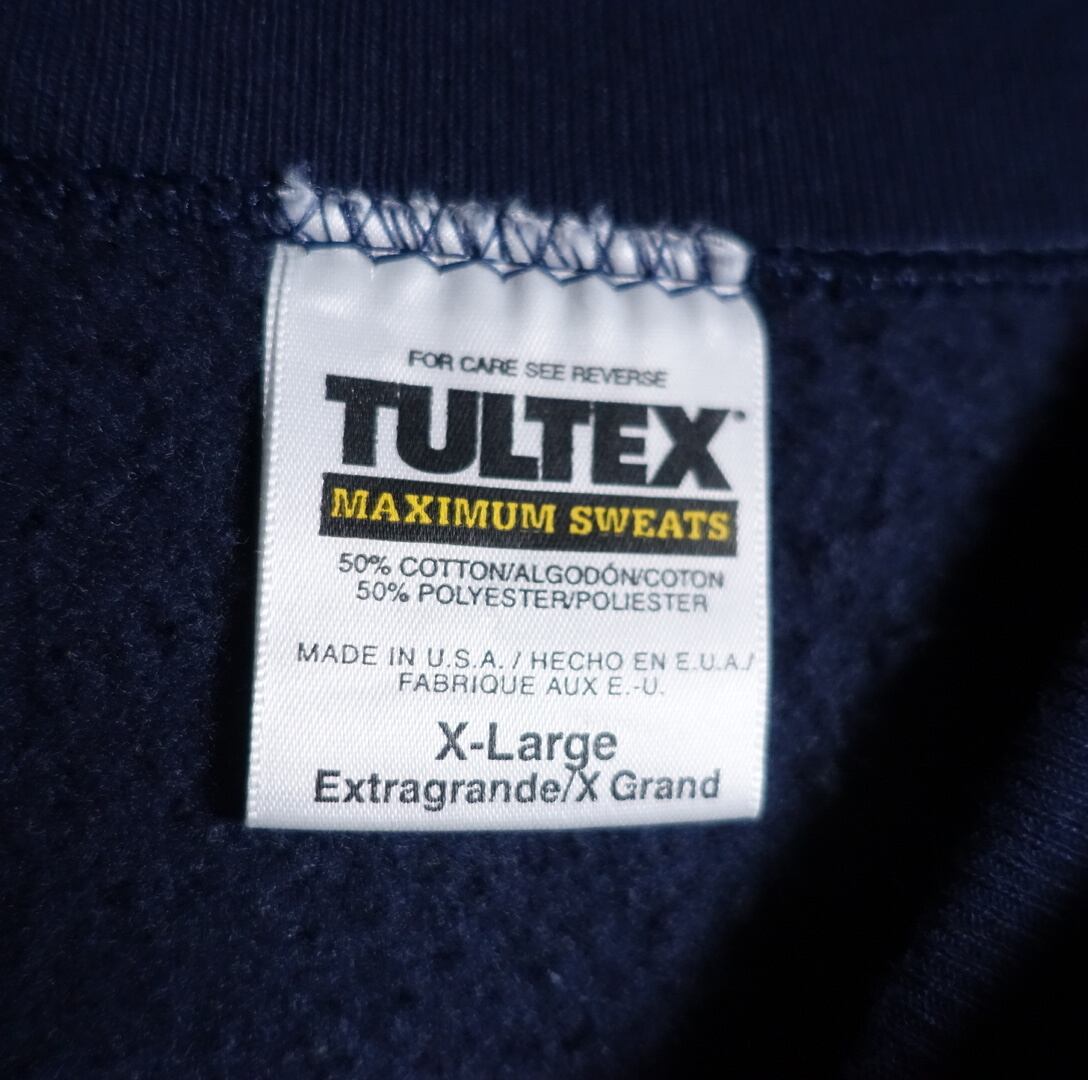 FOR CARE SEE REVERSE
TULTEX
MAXIMUM SWEATS
50% COTTON/ALGODÓN/COTON
50% POLYESTER/POLIESTER
MADE IN U.S.A. / HECHO EN E.U.A./
FABRIQUE AUX E.-U.
X-Large
Extragrande/X Grand